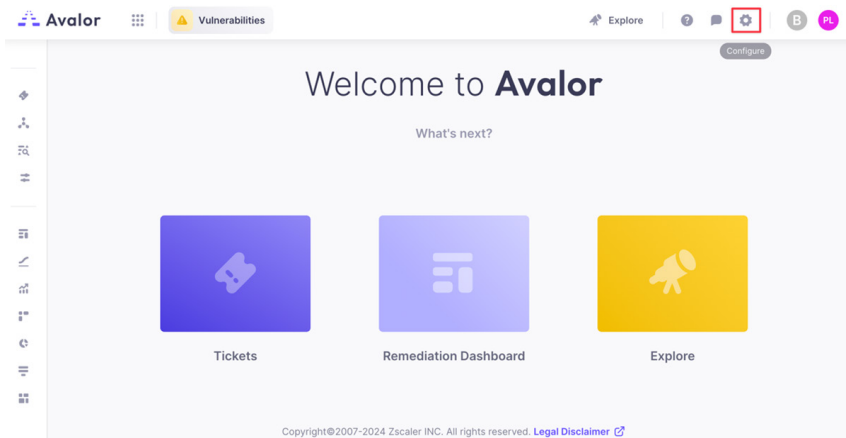 Avalor
Vulnerabilities
Explore
B
PL
Configure
Welcome to Avalor
What's next?
Tickets
Remediation Dashboard
Explore
Copyright©2007-2024 Zscaler INC. All rights reserved. Legal Disclaimer